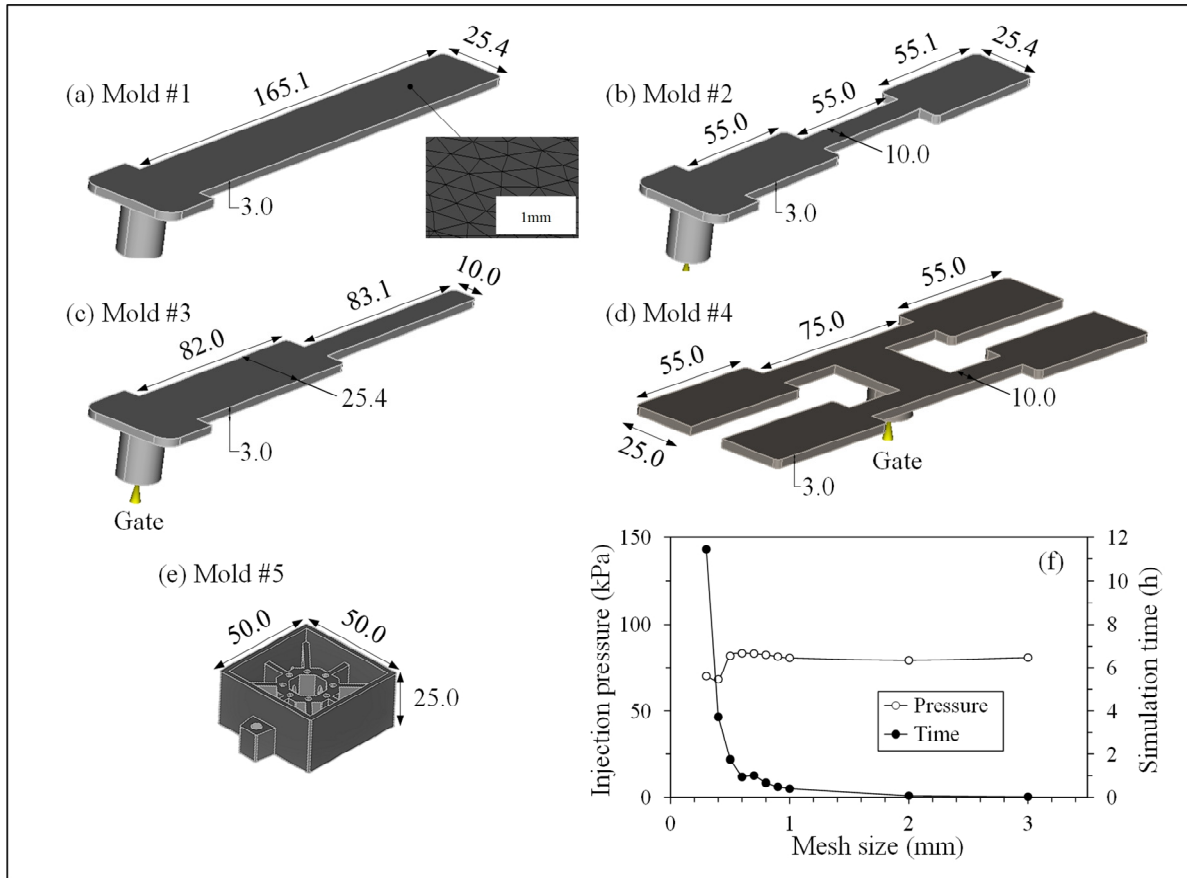 (a) Mold #1
165.1
25.4
3.0
1mm
(b) Mold #2
55.0
55.0
55.1
25.4
10.0
3.0
(c) Mold #3
82.0
83.1
10.0
25.4
3.0
Gate
(d) Mold #4
55.0
75.0
55.0
25.0
10.0
3.0
Gate
(e) Mold #5
50.0
50.0
25.0
(f)
Injection pressure (kPa)
150
100
50
0
Simulation time (h)
12
10
8
6
4
2
0
Pressure
Time
0
1
2
3
Mesh size (mm)